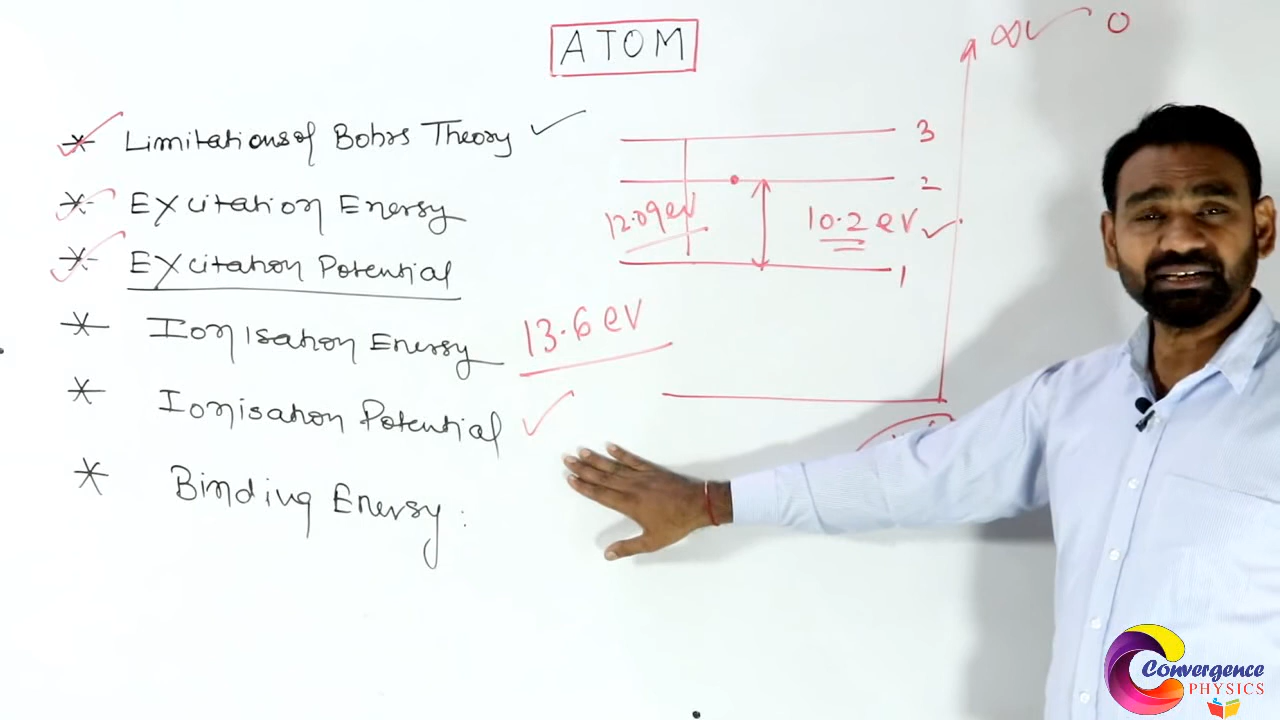 ATOM
∞ 0
* Limitations of Bohrs Theory
3
* Excitation Energy
2
12.09 eV
10.2 eV
* Excitation Potential
1
* Ionisation Energy 13.6 eV
* Ionisation Potential
* Binding Energy:
Convergence
PHYSICS